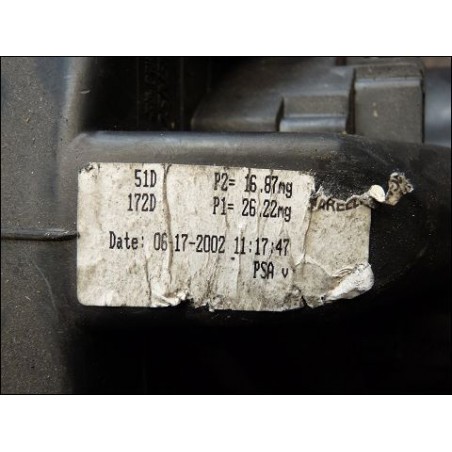 51D P2= 16.87mg
172D P1= 26.22mg
Date: 06-17-2002 11:17:47
PSA v